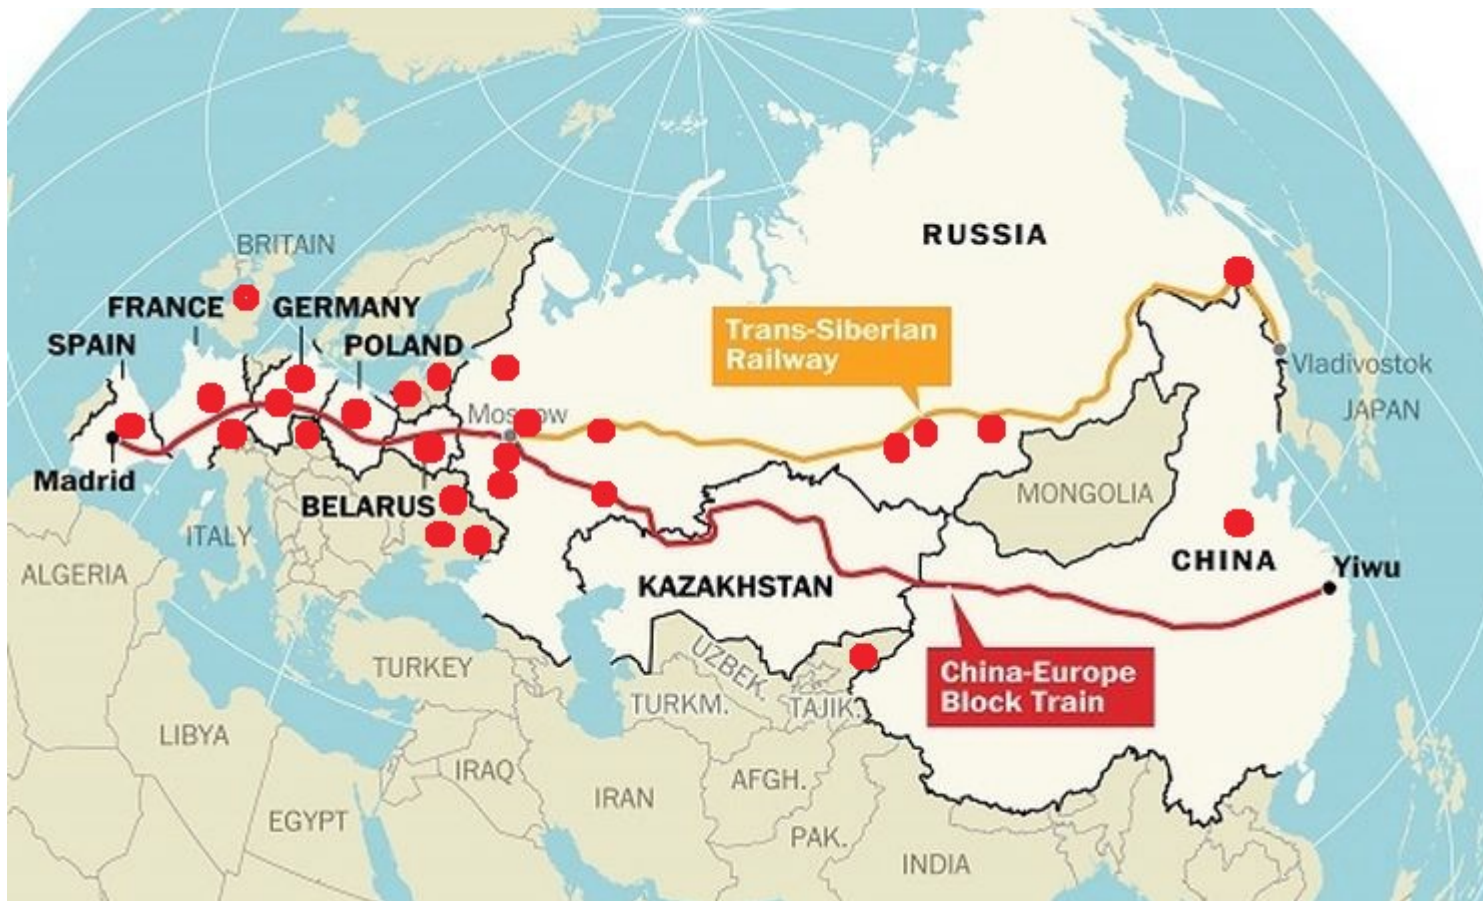 BRITAIN
RUSSIA
FRANCE
GERMANY
SPAIN
POLAND
Trans-Siberian
Railway
Vladivostok
JAPAN
Moscow
Madrid
BELARUS
MONGOLIA
ITALY
ALGERIA
KAZAKHSTAN
CHINA
Yiwu
TURKEY
UZBEK.
TURKM.
TAJIK.
China-Europe
Block Train
LIBYA
IRAQ
IRAN
AFGH.
EGYPT
PAK.
INDIA